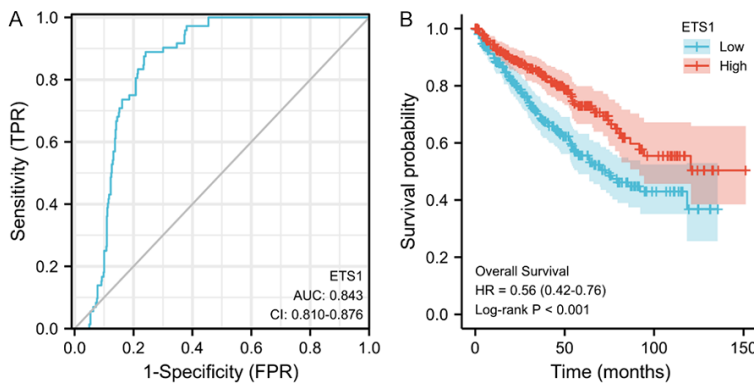 A
1.0
0.8
0.6
0.4
0.2
0.0
Sensitivity (TPR)
ETS1
AUC: 0.843
CI: 0.810-0.876
0.0 0.2 0.4 0.6 0.8 1.0
1-Specificity (FPR)
B
ETS1
Low
High
1.0
0.8
0.6
0.4
0.2
0.0
Survival probability
Overall Survival
HR = 0.56 (0.42-0.76)
Log-rank P < 0.001
0 50 100 150
Time (months)